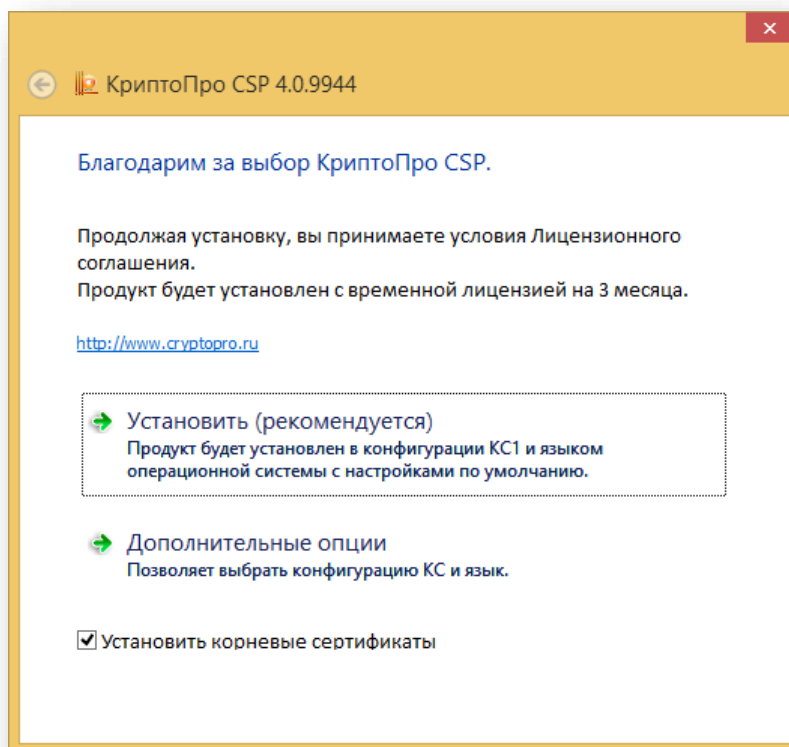 КриптоПро CSP 4.0.9944
Благодарим за выбор КриптоПро CSP.
Продолжая установку, вы принимаете условия Лицензионного
соглашения.
Продукт будет установлен с временной лицензией на 3 месяца.
http://www.cryptopro.ru
Установить (рекомендуется)
Продукт будет установлен в конфигурации КС1 и языком
операционной системы с настройками по умолчанию.
Дополнительные опции
Позволяет выбрать конфигурацию КС и язык.
Установить корневые сертификаты